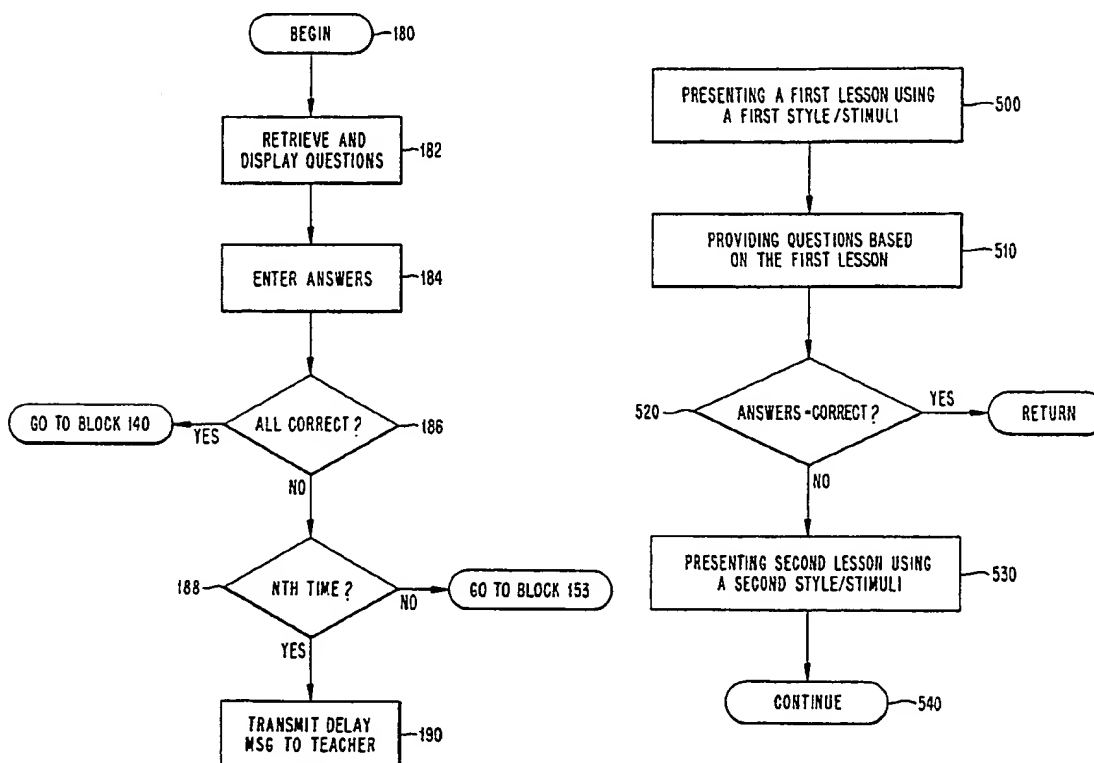 BEGIN
180
RETRIEVE AND
DISPLAY QUESTIONS
182
ENTER ANSWERS
184
ALL CORRECT?
186
YES
GO TO BLOCK 140
NO
188
NTH TIME?
NO
GO TO BLOCK 153
YES
TRANSMIT DELAY
MSG TO TEACHER
190
PRESENTING A FIRST LESSON USING
A FIRST STYLE/STIMULI
500
PROVIDING QUESTIONS BASED
ON THE FIRST LESSON
510
520
ANSWERS=CORRECT?
YES
RETURN
NO
PRESENTING SECOND LESSON USING
A SECOND STYLE/STIMULI
530
CONTINUE
540